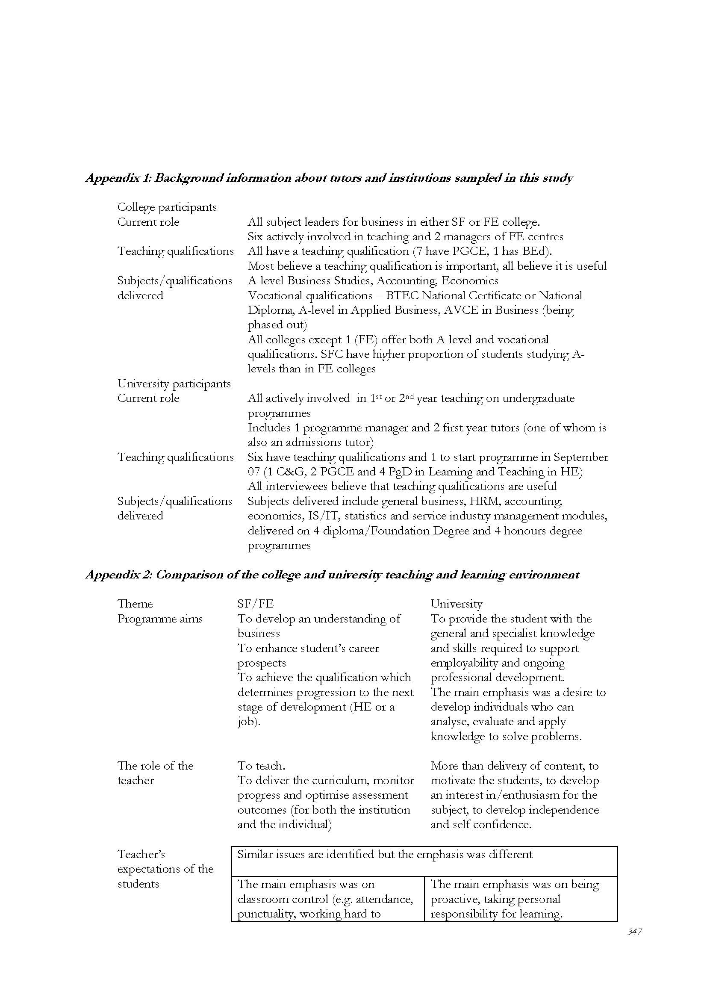 Appendix 1: Background information about tutors and institutions sampled in this study
College participants
Current role
All subject leaders for business in either SF or FE college.
Six actively involved in teaching and 2 managers of FE centres
Teaching qualifications
All have a teaching qualification (7 have PGCE, 1 has BEd).
Most believe a teaching qualification is important, all believe it is useful
Subjects/qualifications
delivered
A-level Business Studies, Accounting, Economics
Vocational qualifications – BTEC National Certificate or National
Diploma, A-level in Applied Business, AVCE in Business (being
phased out)
All colleges except 1 (FE) offer both A-level and vocational
qualifications. SFC have higher proportion of students studying A-
levels than in FE colleges
University participants
Current role
All actively involved in 1st or 2nd year teaching on undergraduate
programmes
Includes 1 programme manager and 2 first year tutors (one of whom is
also an admissions tutor)
Teaching qualifications
Six have teaching qualifications and 1 to start programme in September
07 (1 C&G, 2 PGCE and 4 PgD in Learning and Teaching in HE)
All interviewees believe that teaching qualifications are useful
Subjects/qualifications
delivered
Subjects delivered include general business, HRM, accounting,
economics, IS/IT, statistics and service industry management modules,
delivered on 4 diploma/Foundation Degree and 4 honours degree
programmes
Appendix 2: Comparison of the college and university teaching and learning environment
Theme
SF/FE
University
Programme aims
To develop an understanding of
business
To enhance student's career
prospects
To achieve the qualification which
determines progression to the next
stage of development (HE or a
job).
To provide the student with the
general and specialist knowledge
and skills required to support
employability and ongoing
professional development.
The main emphasis was a desire to
develop individuals who can
analyse, evaluate and apply
knowledge to solve problems.
The role of the
teacher
To teach.
To deliver the curriculum, monitor
progress and optimise assessment
outcomes (for both the institution
and the individual)
More than delivery of content, to
motivate the students, to develop
an interest in/enthusiasm for the
subject, to develop independence
and self confidence.
Teacher's
expectations of the
students
Similar issues are identified but the emphasis was different
The main emphasis was on
classroom control (e.g. attendance,
punctuality, working hard to
The main emphasis was on being
proactive, taking personal
responsibility for learning.
347